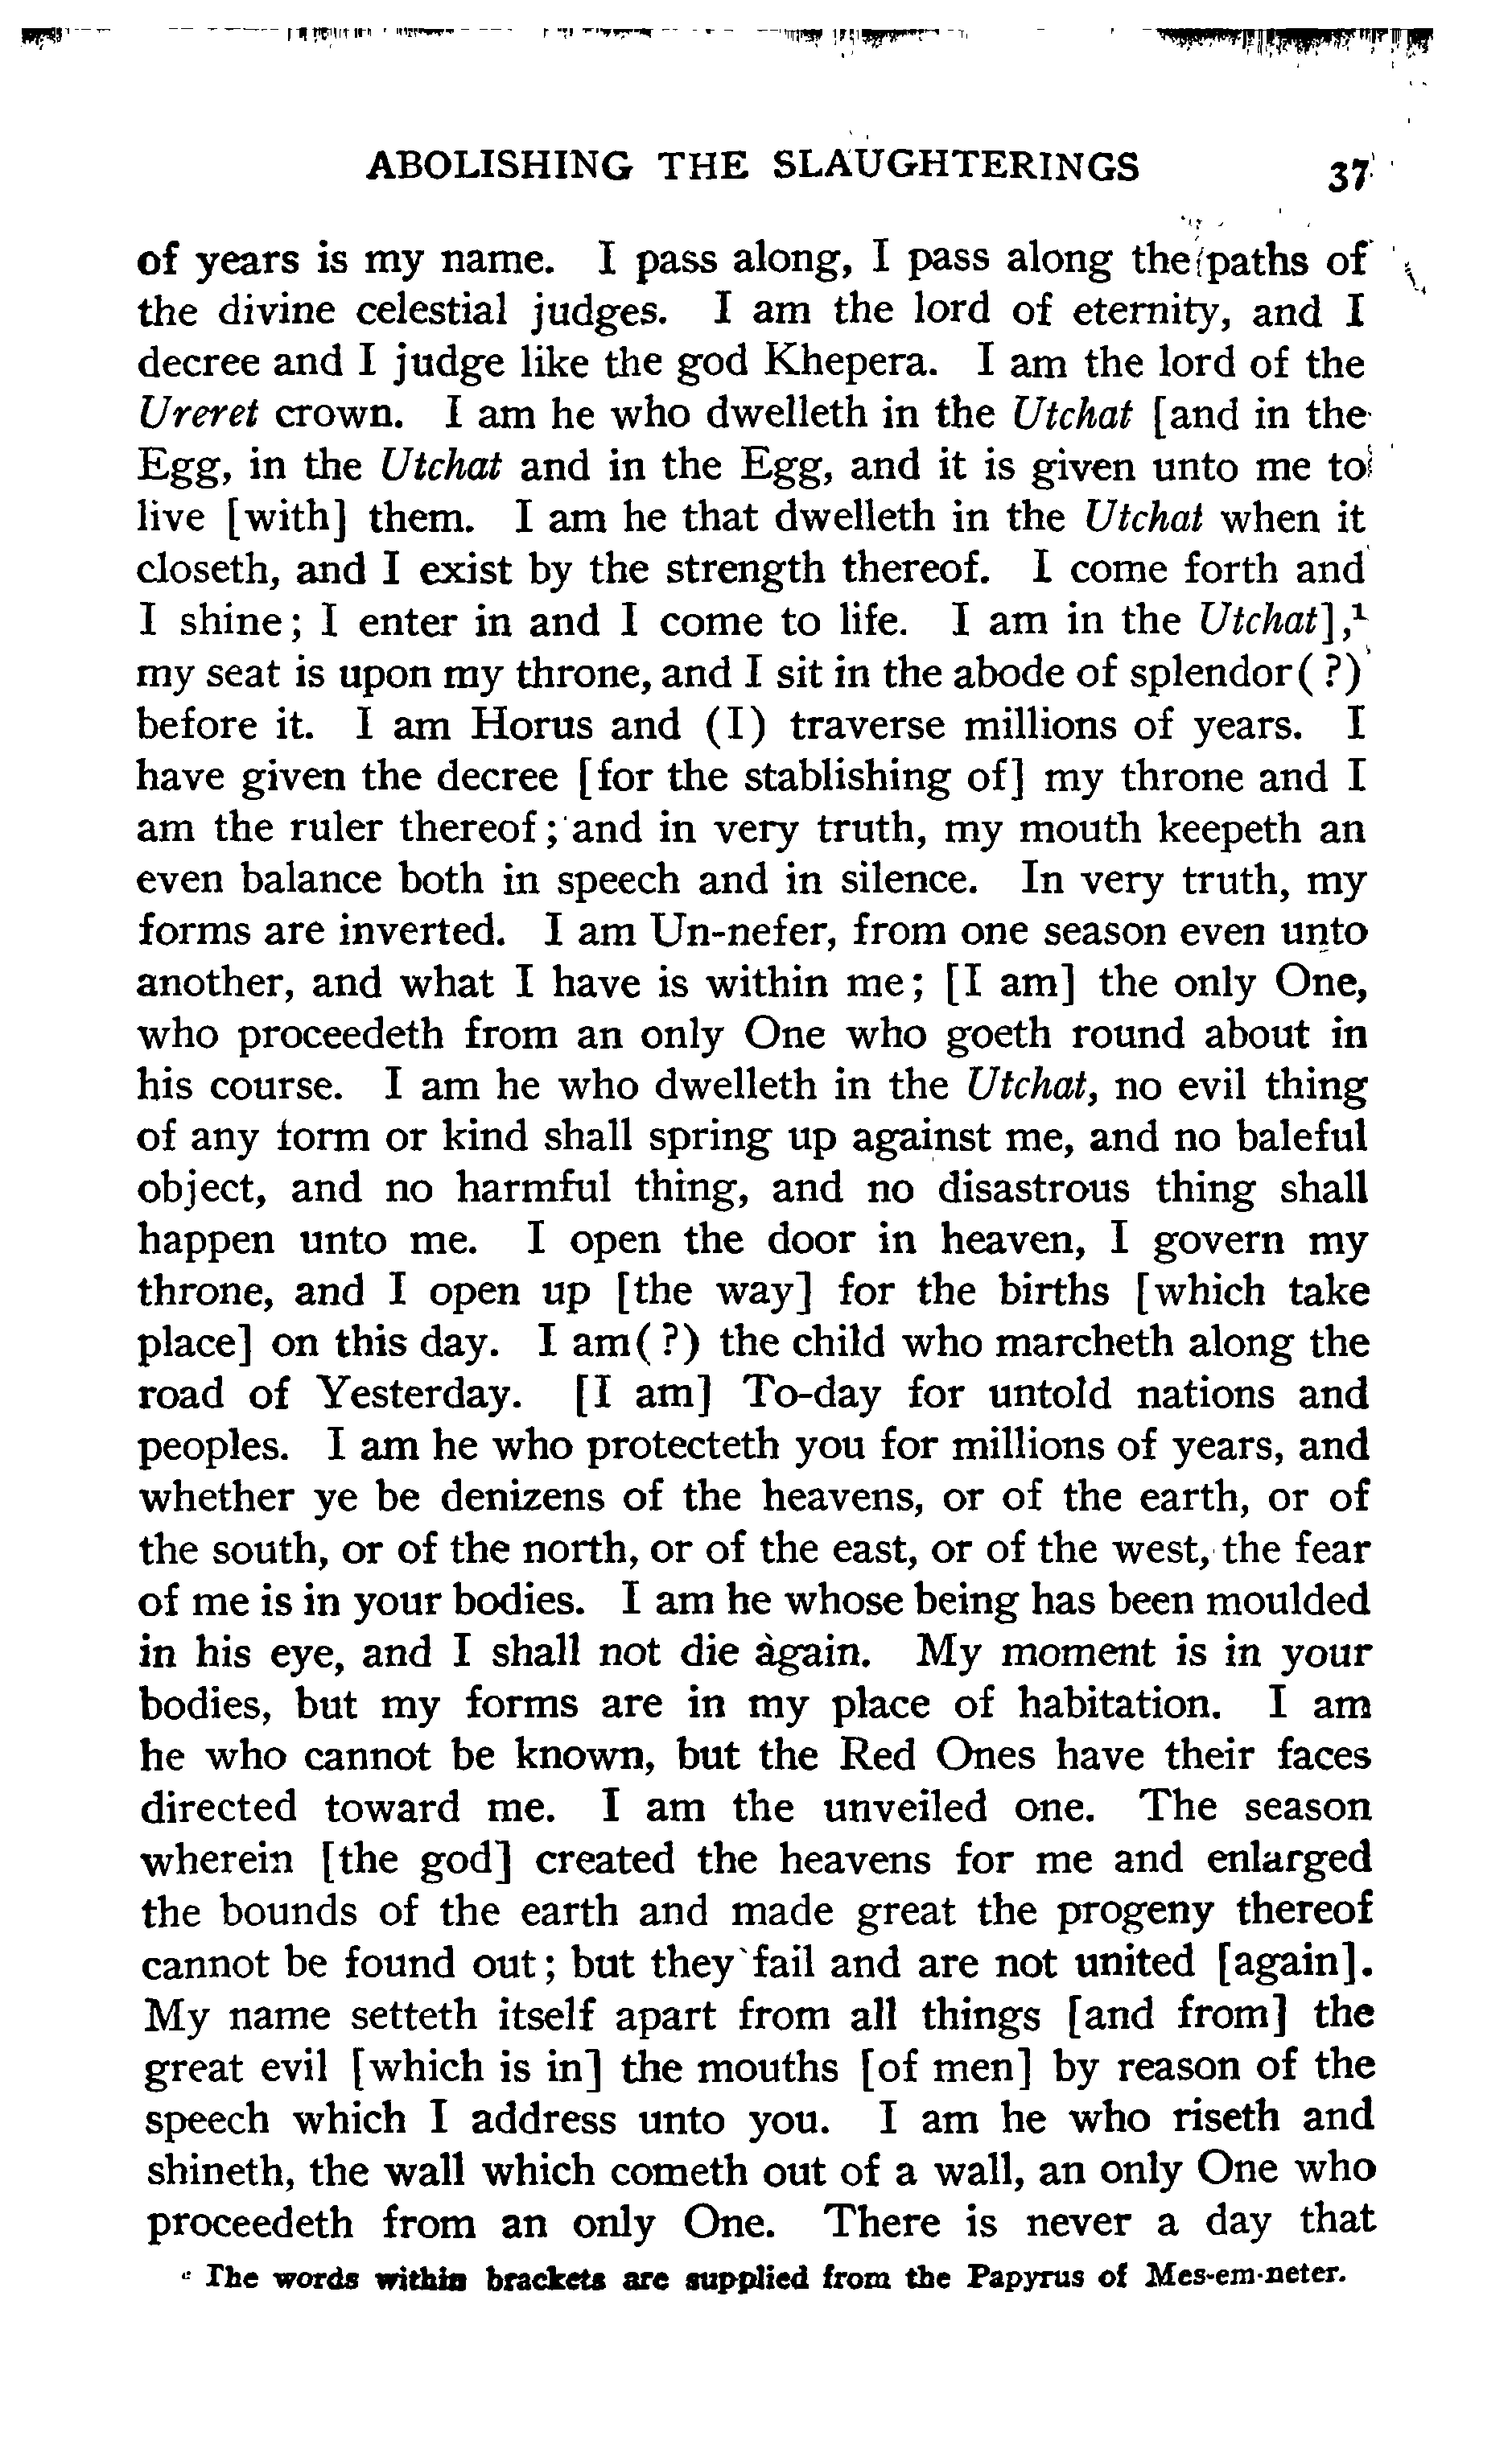 ABOLISHING THE SLAUGHTERINGS 37
of years is my name. I pass along, I pass along the paths of
the divine celestial judges. I am the lord of eternity, and I
decree and I judge like the god Khepera. I am the lord of the
Ureret crown. I am he who dwelleth in the Utchat [and in the
Egg, in the Utchat and in the Egg, and it is given unto me to
live [with] them. I am he that dwelleth in the Utchat when it
closeth, and I exist by the strength thereof. I come forth and
I shine; I enter in and I come to life. I am in the Utchat],¹
my seat is upon my throne, and I sit in the abode of splendor(?)
before it. I am Horus and (I) traverse millions of years. I
have given the decree [for the stablishing of] my throne and I
am the ruler thereof; and in very truth, my mouth keepeth an
even balance both in speech and in silence. In very truth, my
forms are inverted. I am Un-nefer, from one season even unto
another, and what I have is within me; [I am] the only One,
who proceedeth from an only One who goeth round about in
his course. I am he who dwelleth in the Utchat, no evil thing
of any form or kind shall spring up against me, and no baleful
object, and no harmful thing, and no disastrous thing shall
happen unto me. I open the door in heaven, I govern my
throne, and I open up [the way] for the births [which take
place] on this day. I am(?) the child who marcheth along the
road of Yesterday. [I am] To-day for untold nations and
peoples. I am he who protecteth you for millions of years, and
whether ye be denizens of the heavens, or of the earth, or of
the south, or of the north, or of the east, or of the west, the fear
of me is in your bodies. I am he whose being has been moulded
in his eye, and I shall not die again. My moment is in your
bodies, but my forms are in my place of habitation. I am
he who cannot be known, but the Red Ones have their faces
directed toward me. I am the unveiled one. The season
wherein [the god] created the heavens for me and enlarged
the bounds of the earth and made great the progeny thereof
cannot be found out; but they fail and are not united [again].
My name setteth itself apart from all things [and from] the
great evil [which is in] the mouths [of men] by reason of the
speech which I address unto you. I am he who riseth and
shineth, the wall which cometh out of a wall, an only One who
proceedeth from an only One. There is never a day that
¹ The words within brackets are supplied from the Papyrus of Mes-em-neter.